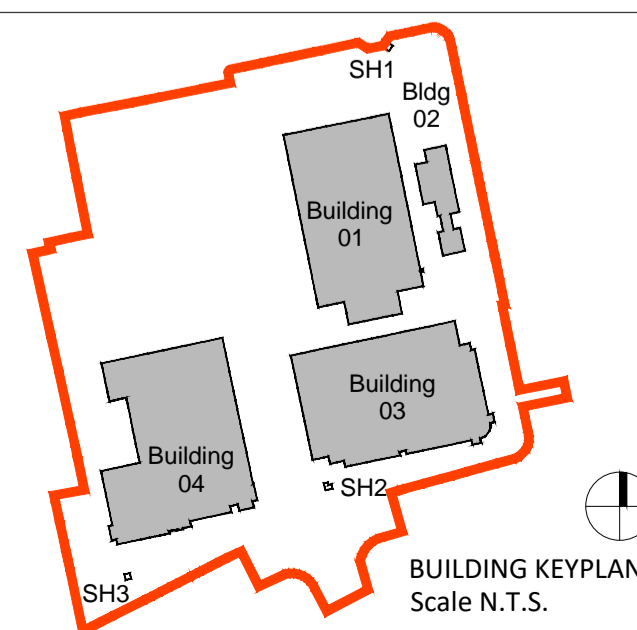 SH1
Bldg
02
Building
01
Building
03
Building
04
SH2
SH3
BUILDING KEYPLAN
Scale N.T.S.